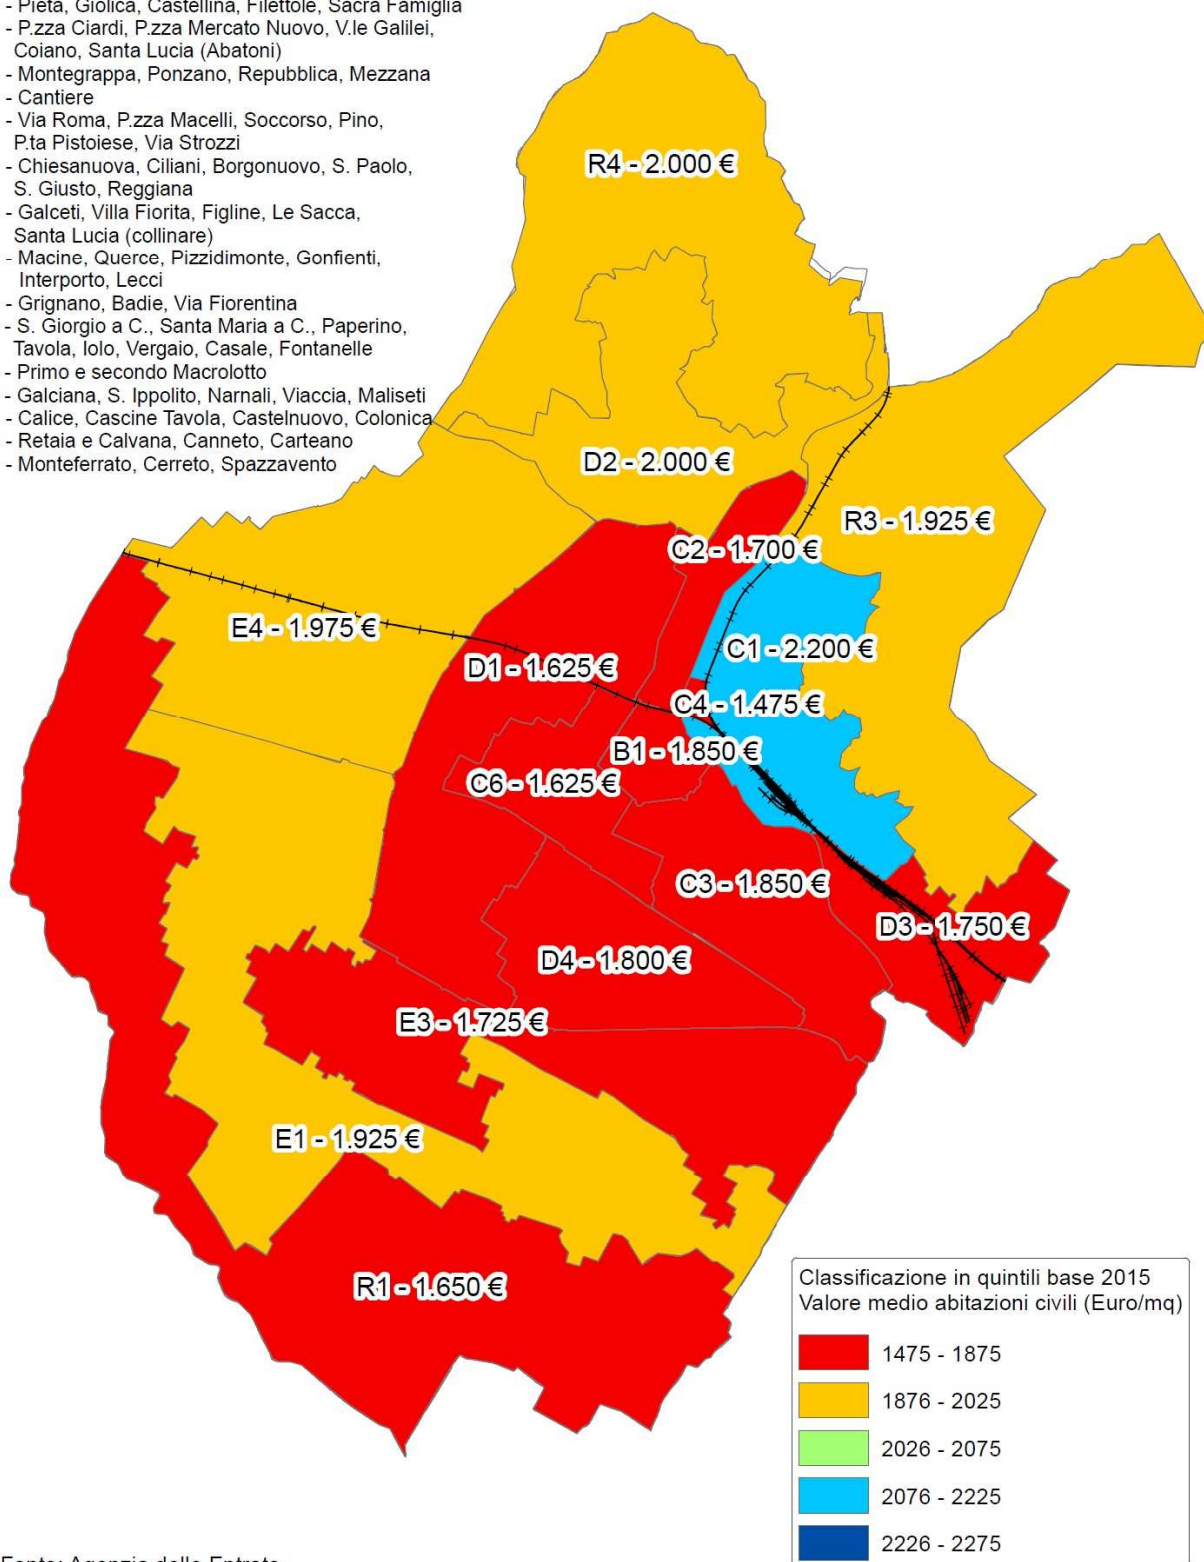 - Pietà, Giolica, Castellina, Filettole, Sacra Famiglia
- P.zza Ciardi, P.zza Mercato Nuovo, V.le Galilei,
Coiano, Santa Lucia (Abatoni)
- Montegrappa, Ponzano, Repubblica, Mezzana
- Cantiere
- Via Roma, P.zza Macelli, Soccorso, Pino,
P.ta Pistoiese, Via Strozzi
- Chiesanuova, Ciliani, Borgonuovo, S. Paolo,
S. Giusto, Reggiana
- Galceti, Villa Fiorita, Figline, Le Sacca,
Santa Lucia (collinare)
- Macine, Querce, Pizzidimonte, Gonfienti,
Interporto, Lecci
- Grignano, Badie, Via Fiorentina
- S. Giorgio a C., Santa Maria a C., Paperino,
Tavola, Iolo, Vergaio, Casale, Fontanelle
- Primo e secondo Macrolotto
- Galciana, S. Ippolito, Narnali, Viaccia, Maliseti
- Calice, Cascine Tavola, Castelnuovo, Colonica
- Retaia e Calvana, Canneto, Carteano
- Monteferrato, Cerreto, Spazzavento
R4 - 2.000 €
D2 - 2.000 €
R3 - 1.925 €
C2 - 1.700 €
E4 - 1.975 €
C1 - 2.200 €
D1 - 1.625 €
C4 - 1.475 €
B1 - 1.850 €
C6 - 1.625 €
C3 - 1.850 €
D3 - 1.750 €
D4 - 1.800 €
E3 - 1.725 €
E1 - 1.925 €
R1 - 1.650 €
Classificazione in quintili base 2015
Valore medio abitazioni civili (Euro/mq)
1475 - 1875
1876 - 2025
2026 - 2075
2076 - 2225
2226 - 2275
Fonte: Agenzia delle Entrate